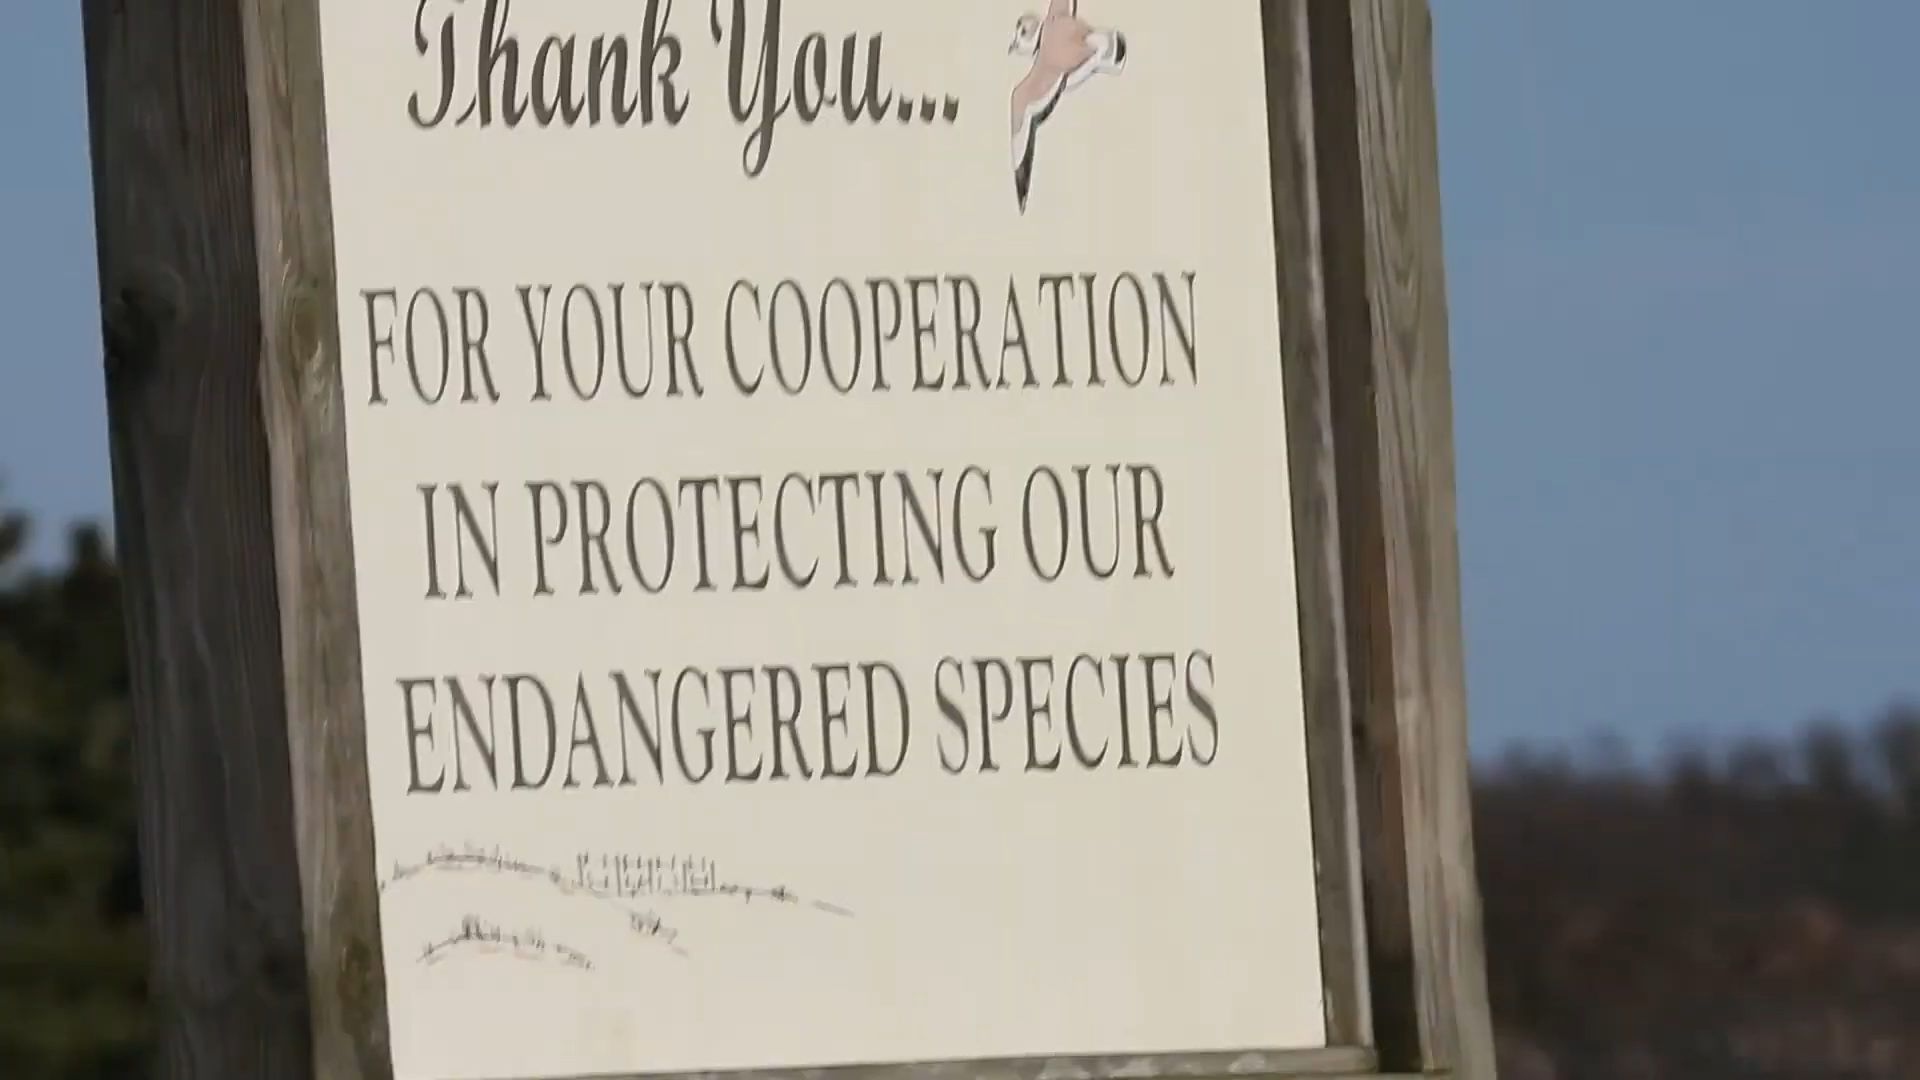 Thank You...
FOR YOUR COOPERATION
IN PROTECTING OUR
ENDANGERED SPECIES